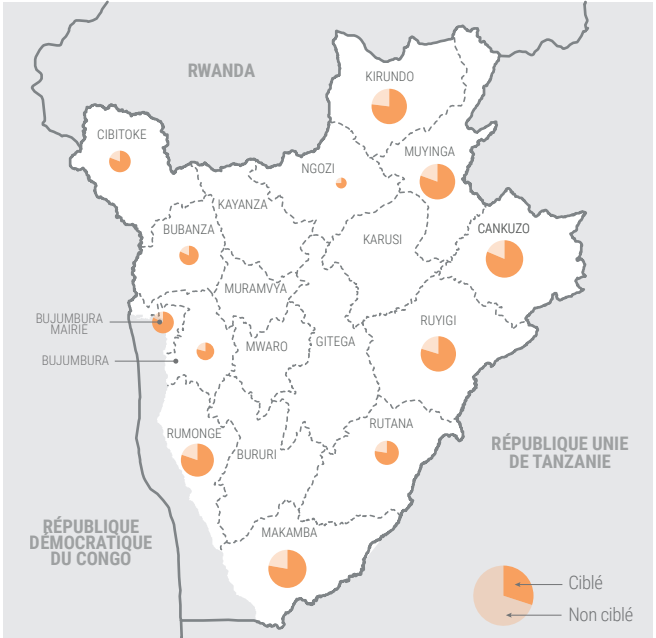 RWANDA
KIRUNDO
CIBITOKE
MUYINGA
NGOZI
KAYANZA
BUBANZA
CANKUZO
KARUSI
MURAMVYA
BUJUMBURA
MAIRIE
RUYIGI
MWARO
GITEGA
BUJUMBURA
RUTANA
RUMONGE
BURURI
RÉPUBLIQUE UNIE
DE TANZANIE
RÉPUBLIQUE
DÉMOCRATIQUE
DU CONGO
MAKAMBA
Ciblé
Non ciblé